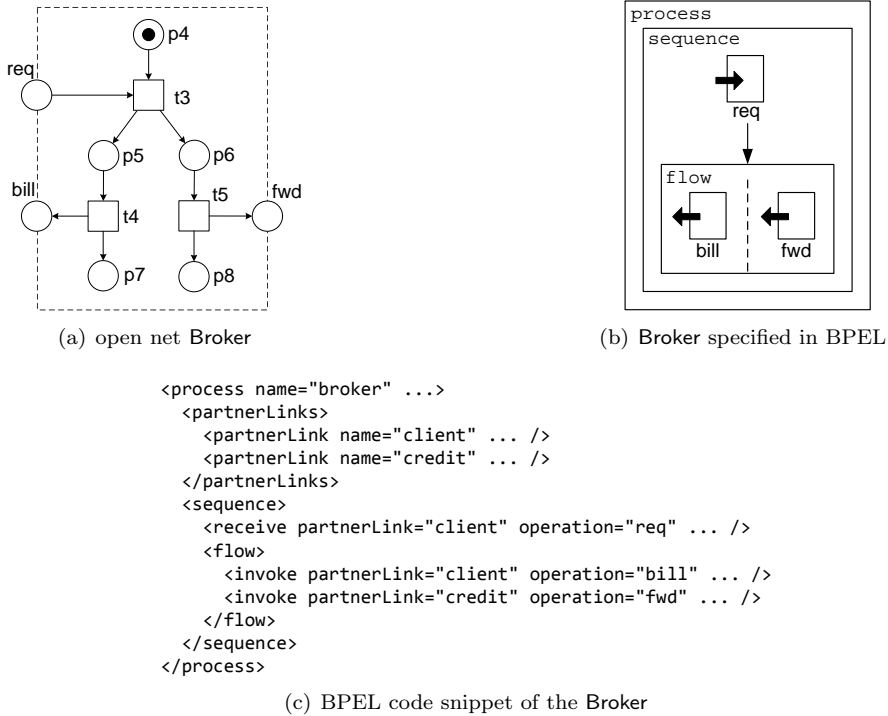 p4
req
t3
p5
p6
bill
t4
t5
fwd
p7
p8
(a) open net Broker
process
sequence
req
flow
bill
fwd
(b) Broker specified in BPEL
<process name="broker" ...>
  <partnerLinks>
    <partnerLink name="client" ... />
    <partnerLink name="credit" ... />
  </partnerLinks>
  <sequence>
    <receive partnerLink="client" operation="req" ... />
    <flow>
      <invoke partnerLink="client" operation="bill" ... />
      <invoke partnerLink="credit" operation="fwd" ... />
    </flow>
  </sequence>
</process>
(c) BPEL code snippet of the Broker